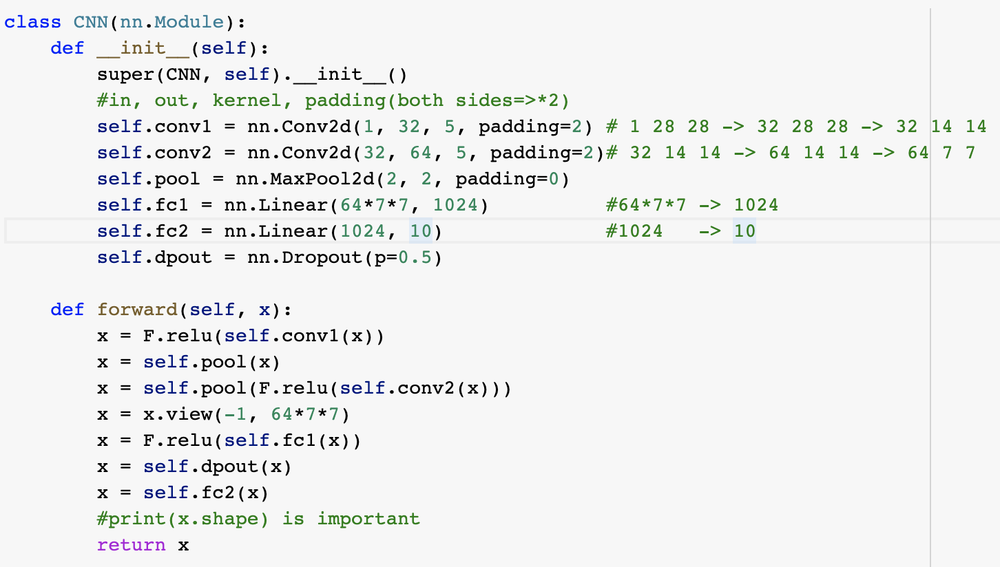 class CNN(nn.Module):
    def __init__(self):
        super(CNN, self).__init__()
        #in, out, kernel, padding(both sides=>*2)
        self.conv1 = nn.Conv2d(1, 32, 5, padding=2) # 1 28 28 -> 32 28 28 -> 32 14 14
        self.conv2 = nn.Conv2d(32, 64, 5, padding=2)# 32 14 14 -> 64 14 14 -> 64 7 7
        self.pool = nn.MaxPool2d(2, 2, padding=0)
        self.fc1 = nn.Linear(64*7*7, 1024)          #64*7*7 -> 1024
        self.fc2 = nn.Linear(1024, 10)              #1024   -> 10
        self.dpout = nn.Dropout(p=0.5)

    def forward(self, x):
        x = F.relu(self.conv1(x))
        x = self.pool(x)
        x = self.pool(F.relu(self.conv2(x)))
        x = x.view(-1, 64*7*7)
        x = F.relu(self.fc1(x))
        x = self.dpout(x)
        x = self.fc2(x)
        #print(x.shape) is important
        return x